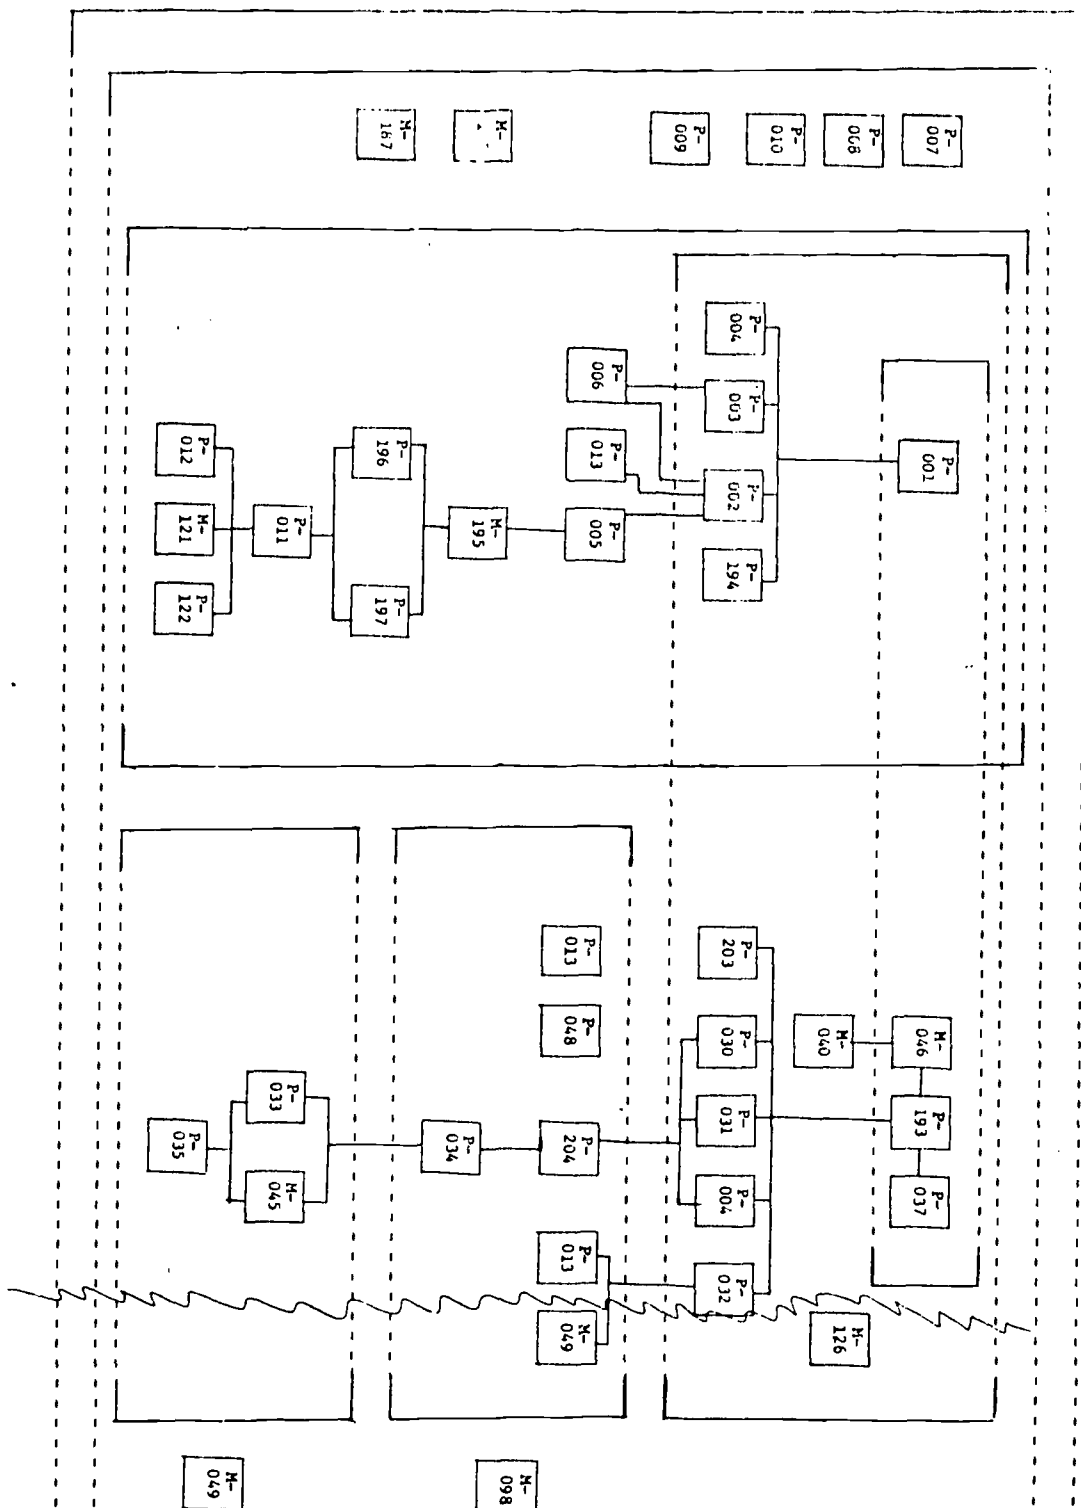 P-
007
P-
008
P-
010
P-
009
M-
M-
187
P-
001
P-
004
P-
003
P-
002
P-
194
P-
006
P-
013
P-
005
M-
195
P-
196
P-
197
P-
011
P-
012
M-
121
P-
122
M-
046
P-
193
P-
037
M-
040
P-
203
P-
030
P-
031
P-
004
P-
032
M-
126
P-
013
P-
048
P-
204
P-
013
M-
049
P-
034
P-
033
M-
045
P-
035
M-
098
M-
049